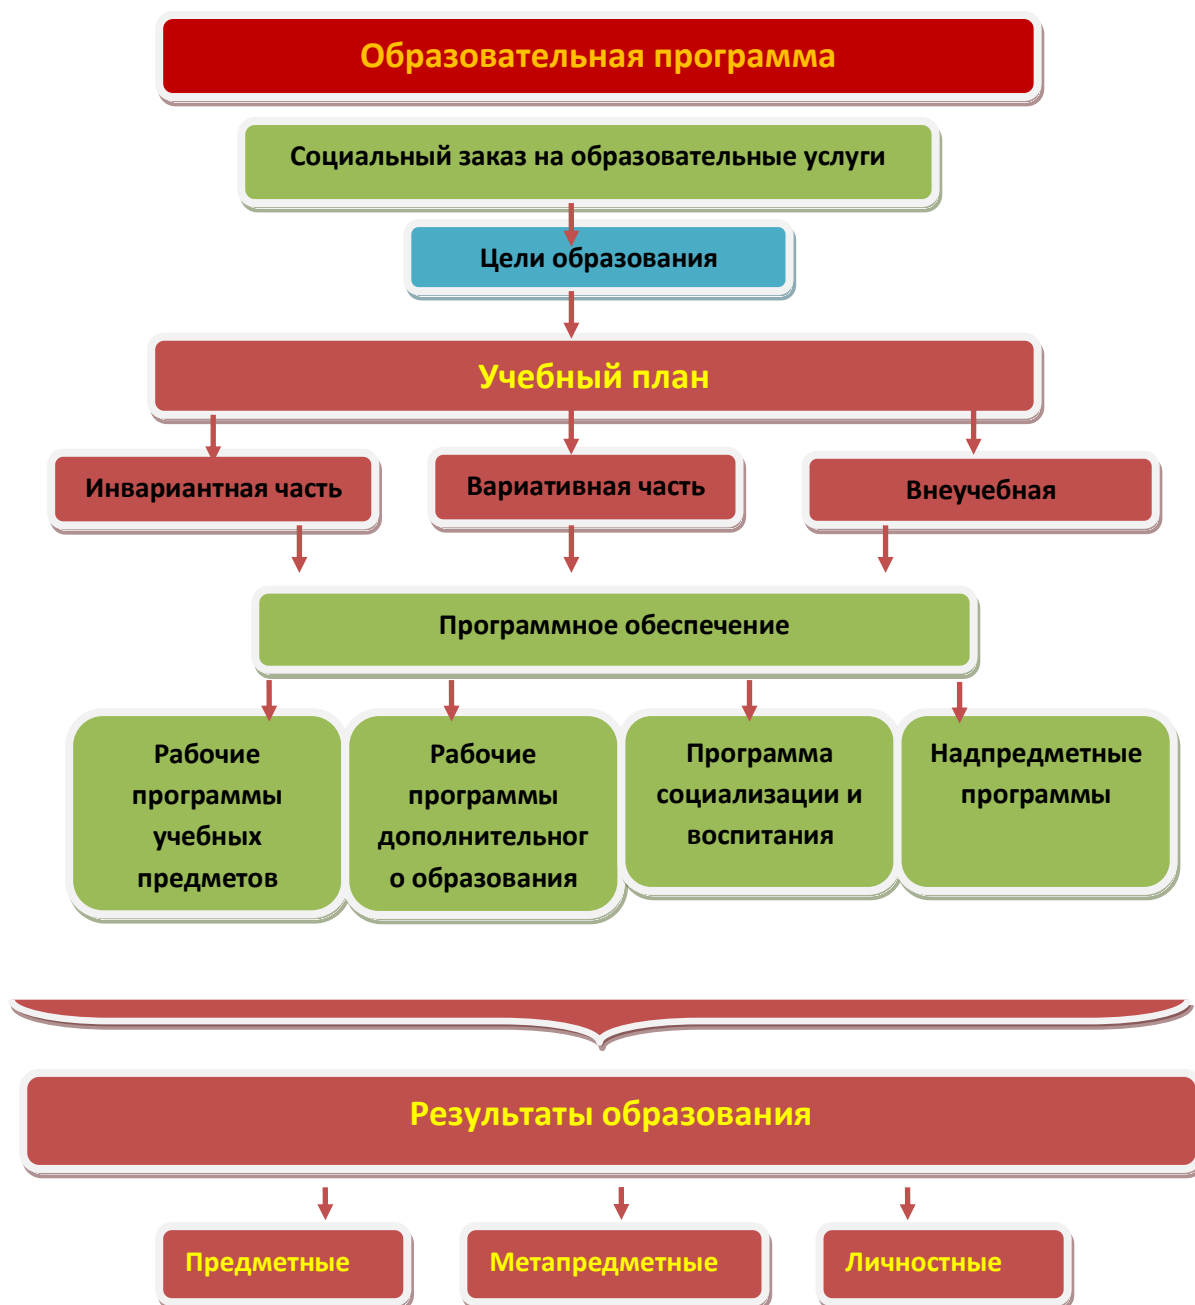 Образовательная программа
Социальный заказ на образовательные услуги
Цели образования
Учебный план
Инвариантная часть
Вариативная часть
Внеучебная
Программное обеспечение
Рабочие
программы
учебных
предметов
Рабочие
программы
дополнительног
о образования
Программа
социализации и
воспитания
Надпредметные
программы
Результаты образования
Предметные
Метапредметные
Личностные